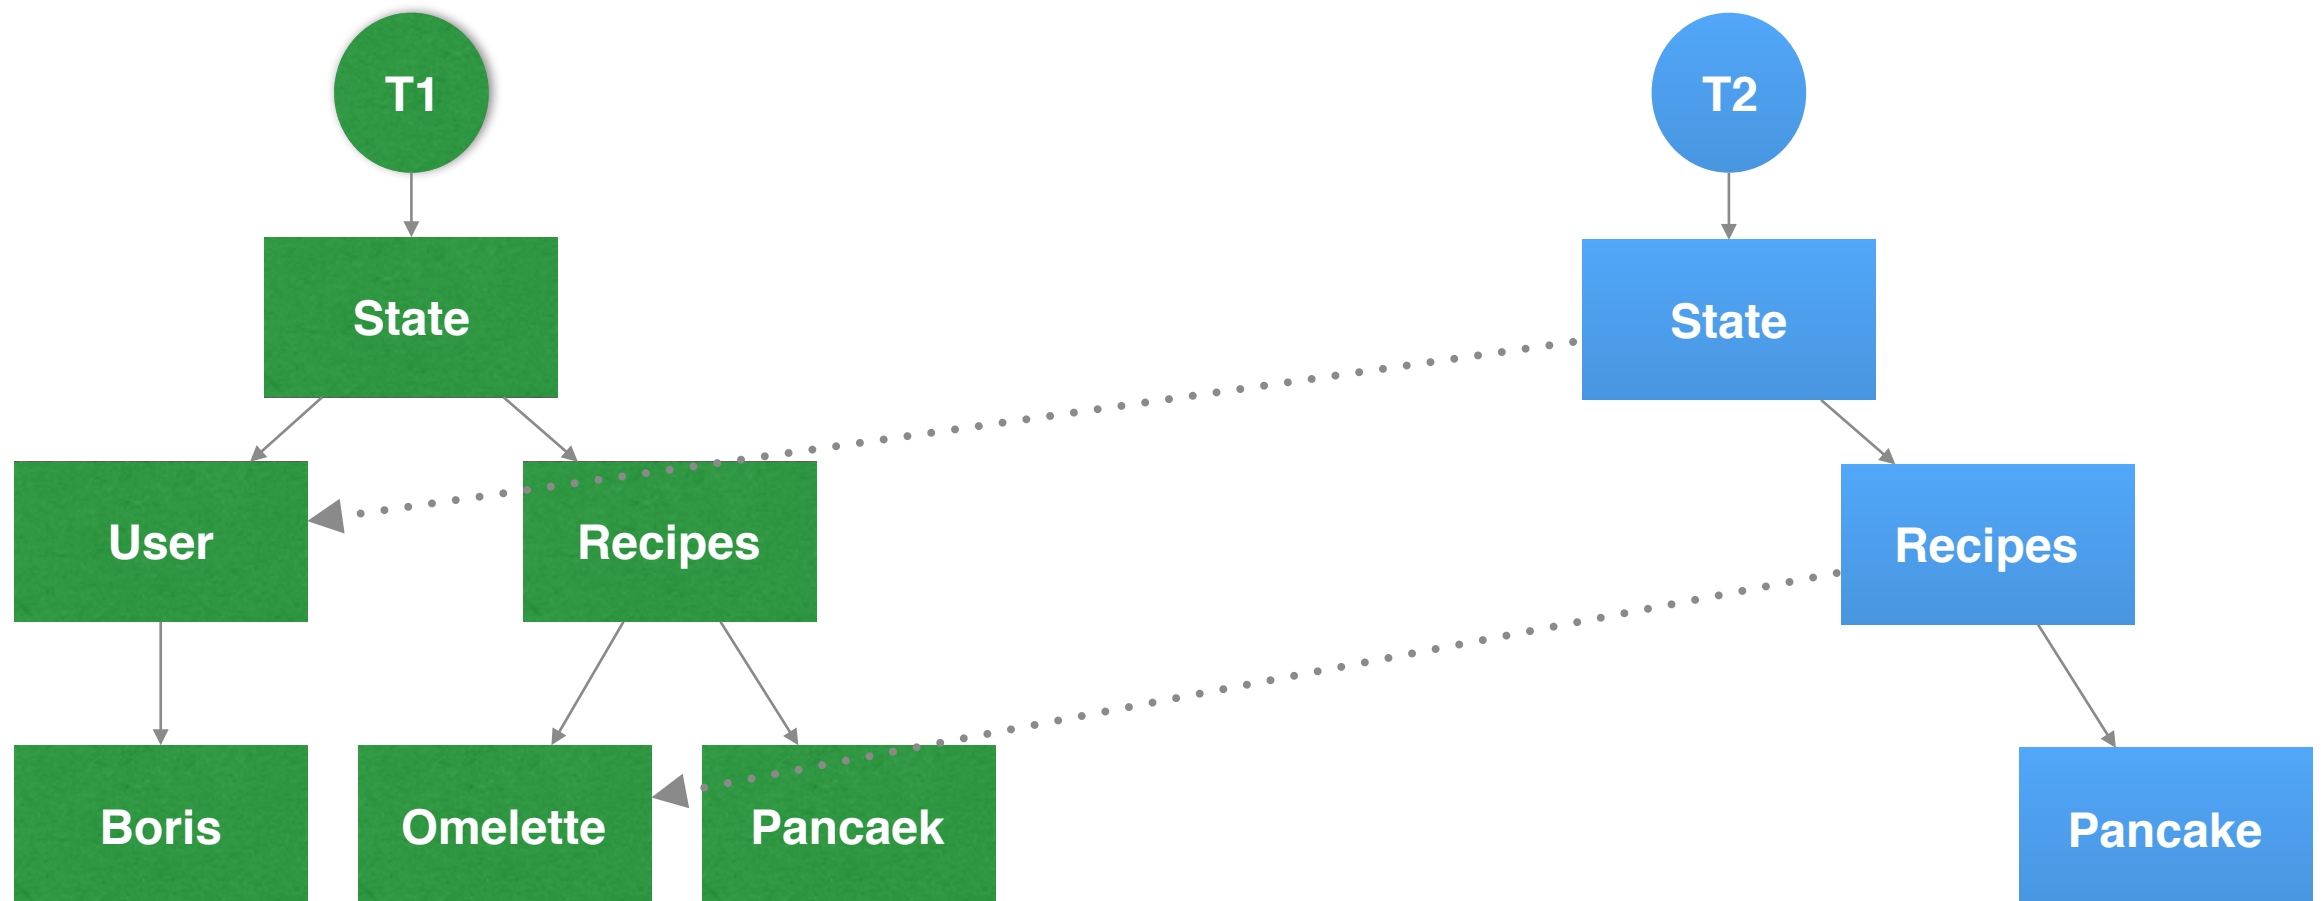 T1
T2
State
State
User
Recipes
Recipes
Boris
Omelette
Pancaek
Pancake